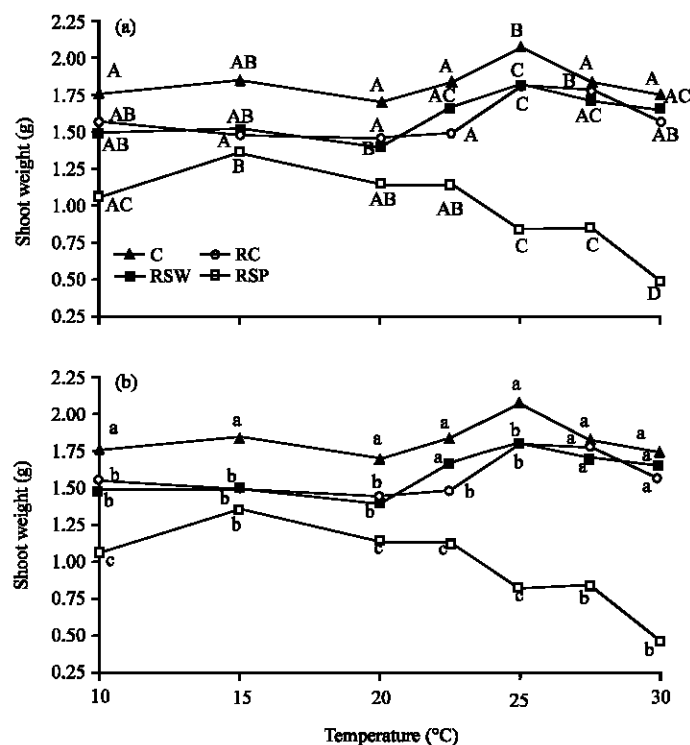 (a)
Shoot weight (g)
2.25
2.00
1.75
1.50
1.25
1.00
0.75
0.50
0.25
A AB A A B A A
AB AB A AC C B AC
AB A B A C AC AB
AC B AB AB C C D
C RC
RSW RSP
(b)
Shoot weight (g)
2.25
2.00
1.75
1.50
1.25
1.00
0.75
0.50
0.25
a a a a a a a
b b b a b a a
b b b b b a a
c b c c c b b
10 15 20 25 30
Temperature (°C)